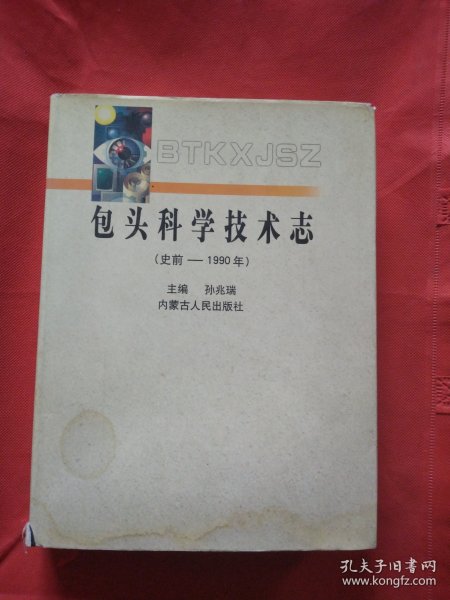 BTKXJSZ
包头科学技术志
(史前——1990年)
主编 孙兆瑞
内蒙古人民出版社
孔夫子旧书网
www.kongfz.com